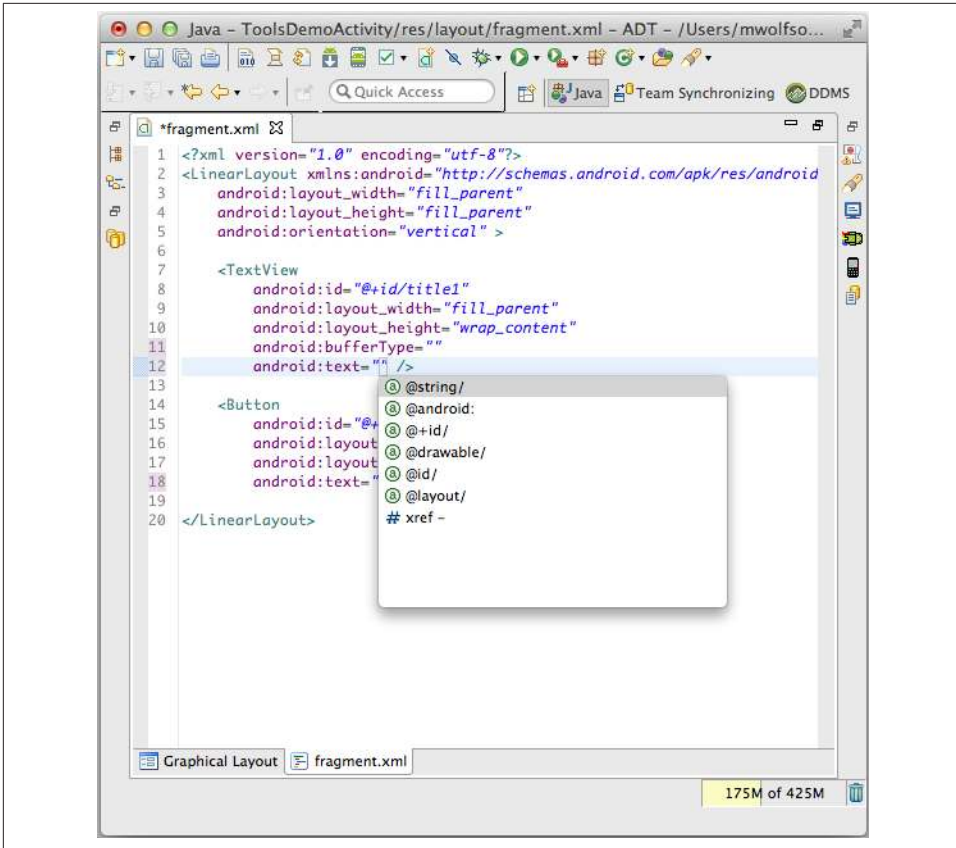 Java – ToolsDemoActivity/res/layout/fragment.xml – ADT – /Users/mwolfso...
Quick Access
Java
Team Synchronizing
DDMS
*fragment.xml
1 <?xml version="1.0" encoding="utf-8"?>
2 <LinearLayout xmlns:android="http://schemas.android.com/apk/res/android
3 android:layout_width="fill_parent"
4 android:layout_height="fill_parent"
5 android:orientation="vertical" >
6
7 <TextView
8 android:id="@+id/title1"
9 android:layout_width="fill_parent"
10 android:layout_height="wrap_content"
11 android:bufferType=""
12 android:text="" />
13
14 <Button
15 android:id="@+
16 android:layout
17 android:layout
18 android:text="
19
20 </LinearLayout>
@string/
@android:
@+id/
@drawable/
@id/
@layout/
# xref –
Graphical Layout
fragment.xml
175M of 425M